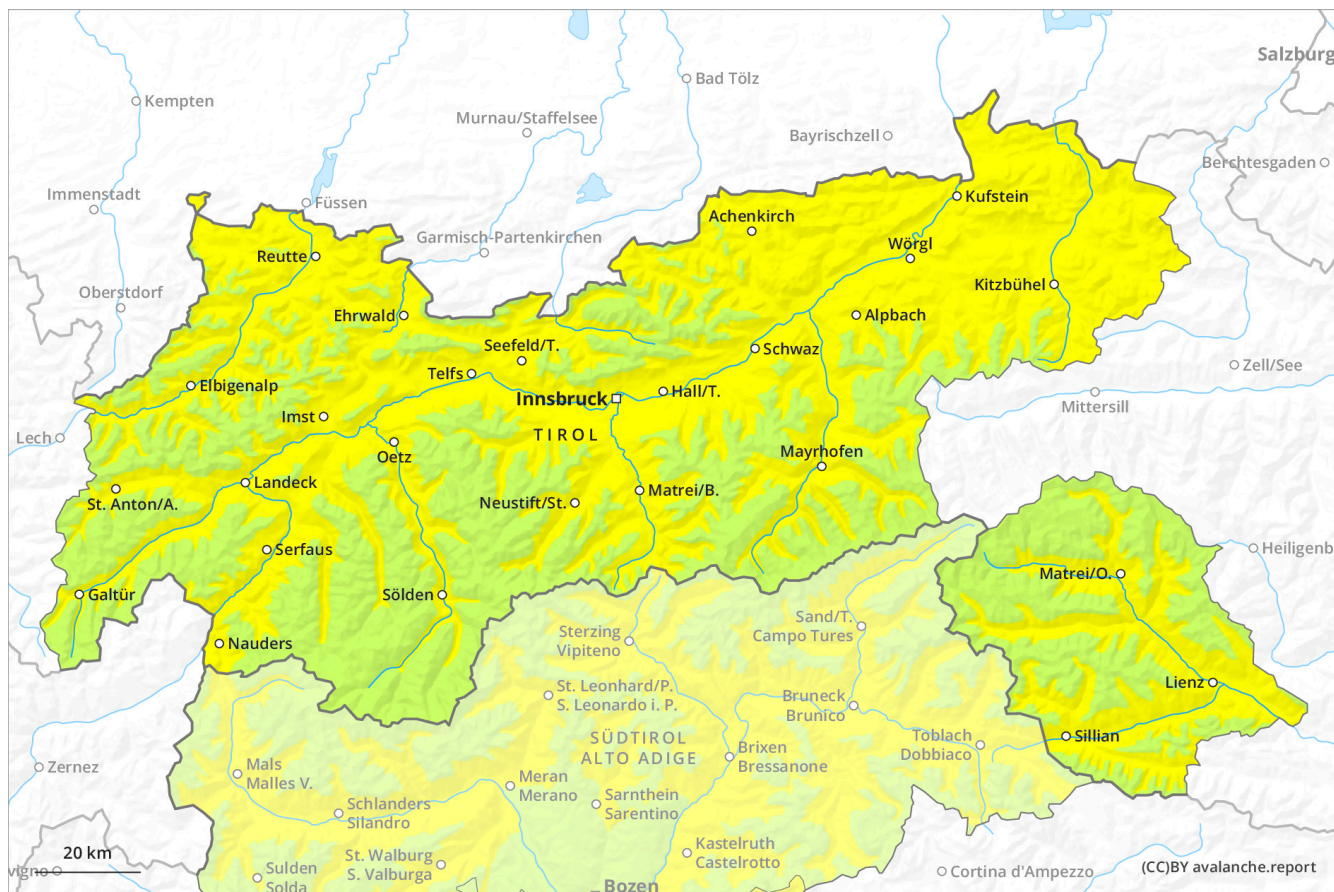 Salzburg
Bad Tölz
Kempten
Murnau/Staffelsee
Bayrischzell
Berchtesgaden
Immenstadt
Füssen
Kufstein
Achenkirch
Garmisch-Partenkirchen
Wörgl
Reutte
Oberstdorf
Kitzbühel
Ehrwald
Alpbach
Seefeld/T.
Schwaz
Zell/See
Telfs
Elbigenalp
Hall/T.
Innsbruck
Mittersill
Imst
Lech
TIROL
Oetz
Mayrhofen
Landeck
Matrei/B.
St. Anton/A.
Neustift/St.
Serfaus
Heiligenb
Matrei/O.
Galtür
Sölden
Sand/T.
Campo Tures
Sterzing
Vipiteno
Nauders
Lienz
St. Leonhard/P.
S. Leonardo i. P.
Bruneck
Brunico
SÜDTIROL
ALTO ADIGE
Sillian
Toblach
Dobbiaco
Brixen
Bressanone
Zernez
Mals
Malles V.
Meran
Merano
Sarnthein
Sarentino
Schlanders
Silandro
Kastelruth
Castelrotto
20 km
St. Walburg
S. Valburga
vigno
Sulden
Solda
Cortina d'Ampezzo
(CC)BY avalanche.report
Bozen